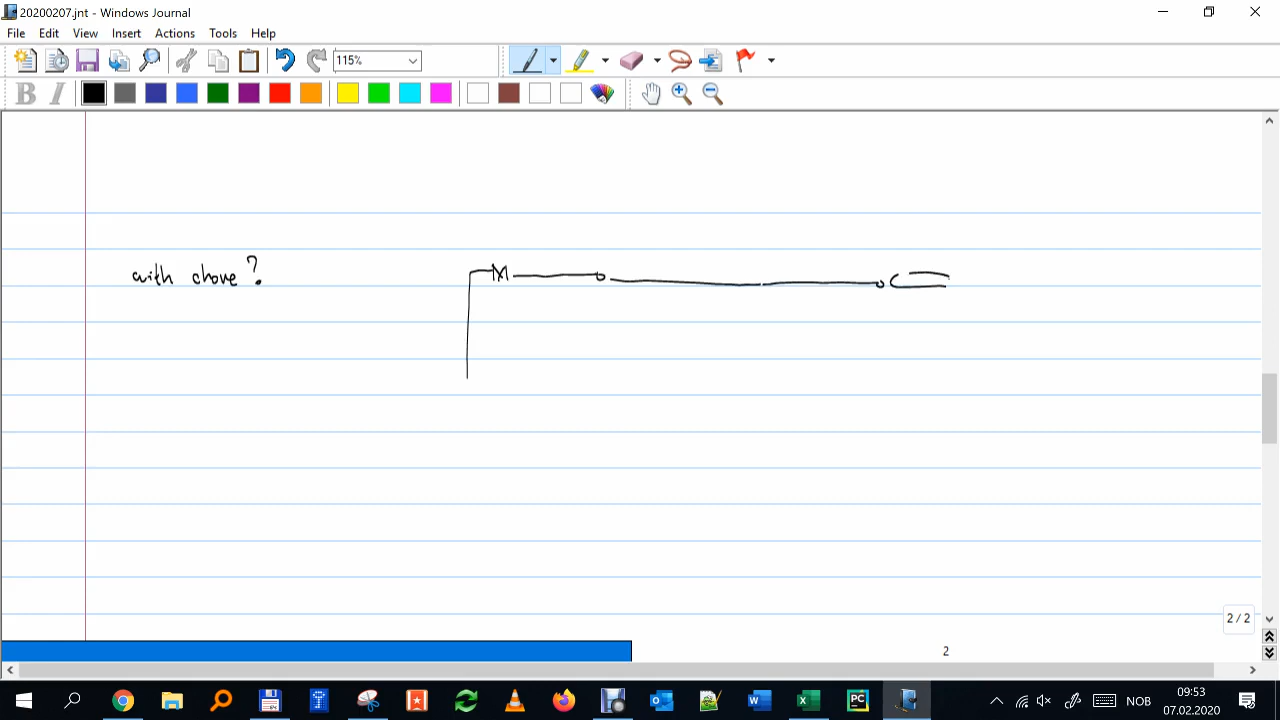 20200207.jnt - Windows Journal
File Edit View Insert Actions Tools Help
115%
B I
with choke?
2 / 2
2
NOB
09:53
07.02.2020